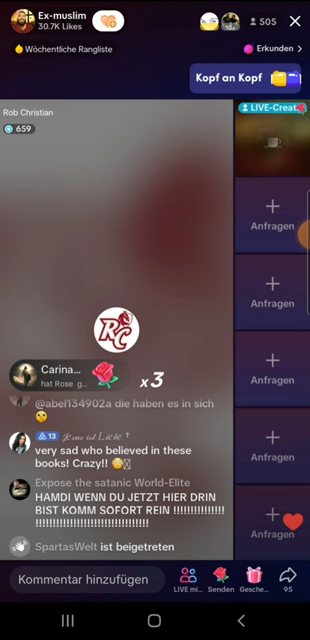 Ex-muslim
30.7K Likes
505
Wöchentliche Rangliste
Erkunden
Kopf an Kopf
Rob Christian
659
LIVE-Creat
RC
Anfragen
Anfragen
Anfragen
Anfragen
Anfragen
Carina...
hat Rose g...
x3
@abel134902a die haben es in sich
13 Jesus ist Liebe †
very sad who believed in these
books! Crazy!!
Expose the satanic World-Elite
HAMDI WENN DU JETZT HIER DRIN
BIST KOMM SOFORT REIN !!!!!!!!!!!!!!!
!!!!!!!!!!!!!!!!!!!!!!!!!!!!!!!!!
SpartasWelt ist beigetreten
Kommentar hinzufügen
LIVE mi...
Senden
Gesche...
95